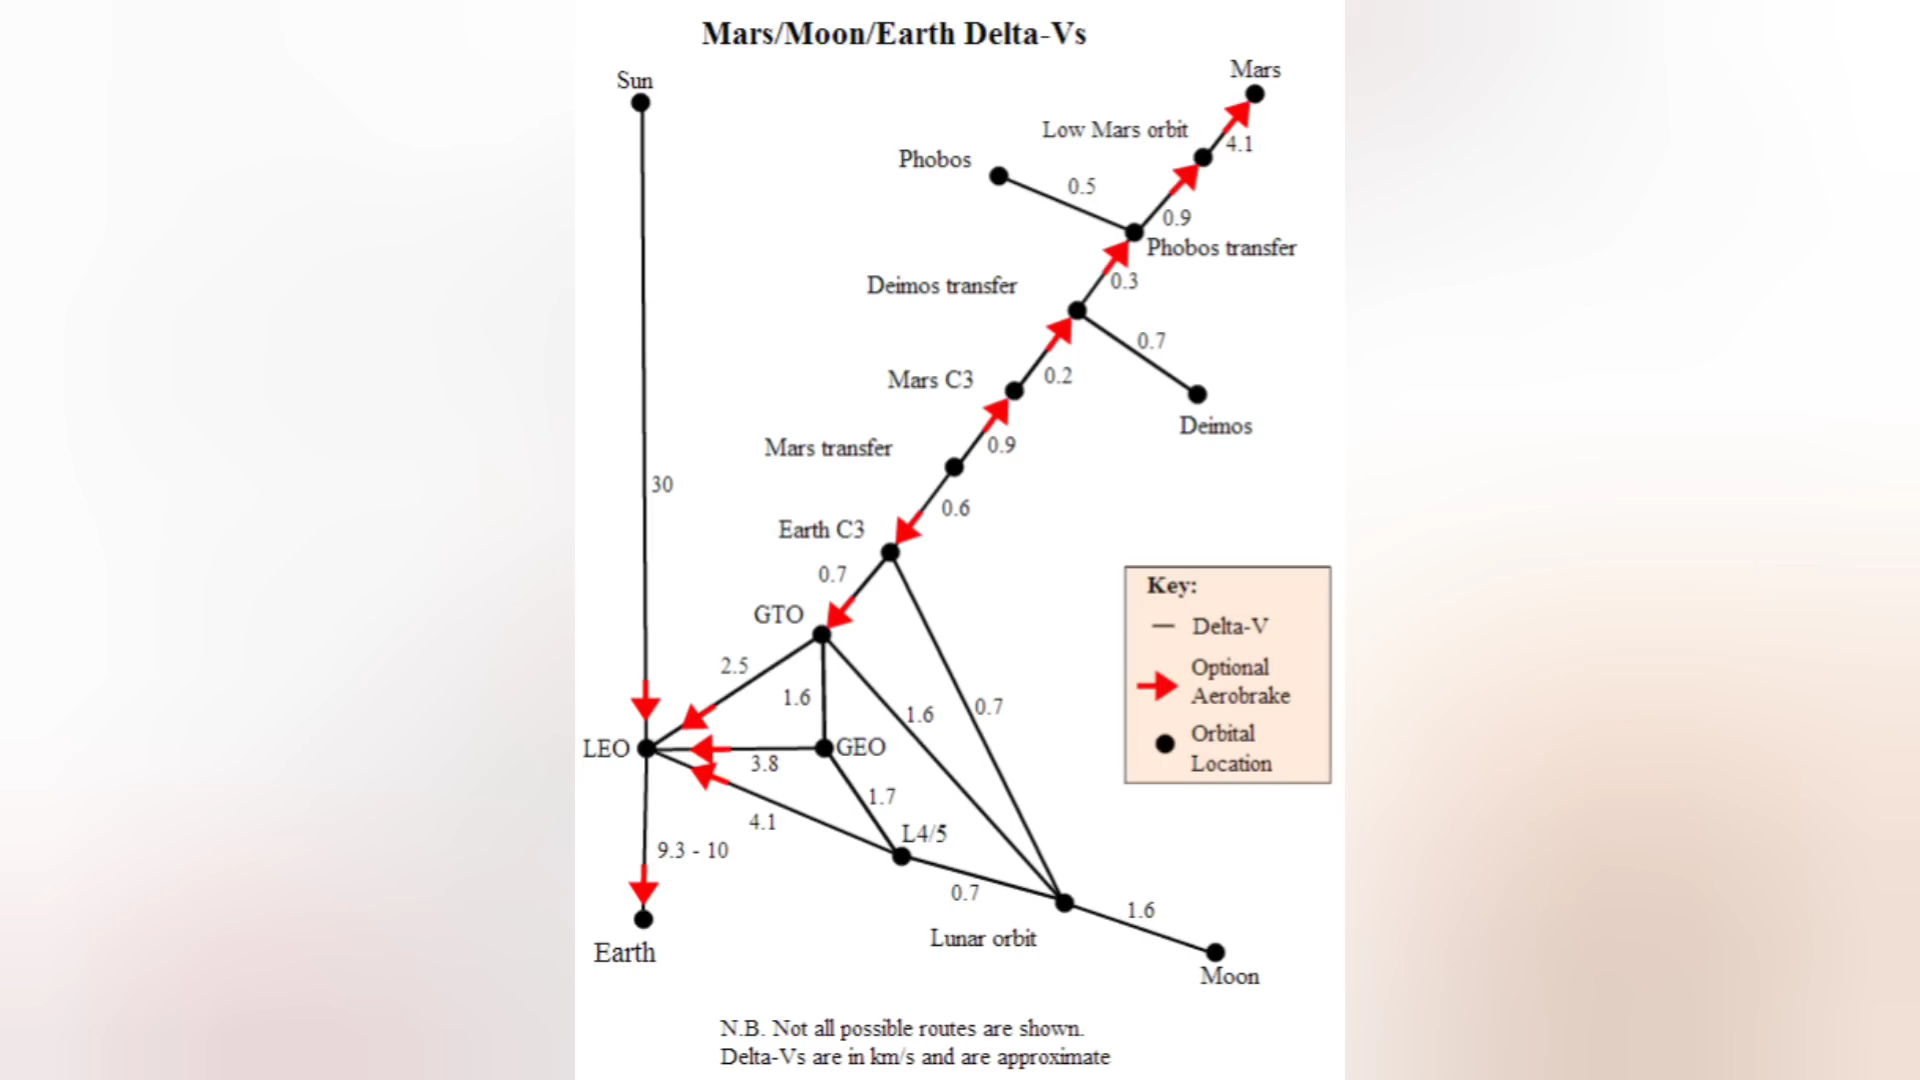 Mars/Moon/Earth Delta-Vs
Sun
Mars
Low Mars orbit
4.1
Phobos
0.5
0.9
Phobos transfer
Deimos transfer
0.3
0.7
Mars C3
0.2
Deimos
Mars transfer
0.9
30
0.6
Earth C3
0.7
GTO
2.5
1.6
1.6
0.7
LEO
GEO
3.8
1.7
4.1
L4/5
9.3 - 10
0.7
1.6
Earth
Lunar orbit
Moon
Key:
Delta-V
Optional
Aerobrake
Orbital
Location
N.B. Not all possible routes are shown.
Delta-Vs are in km/s and are approximate